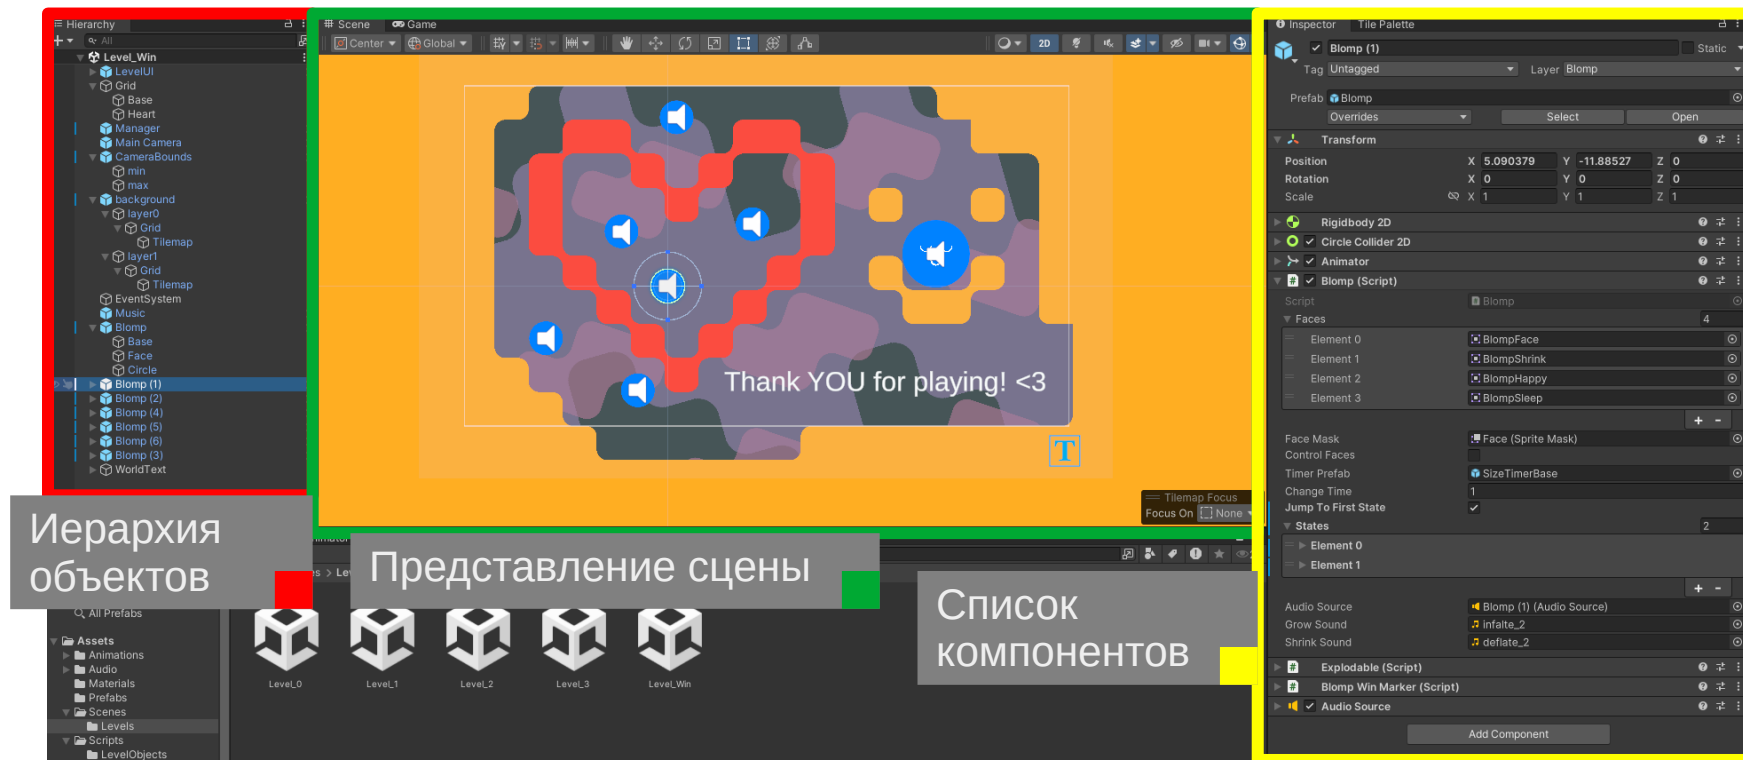 Hierarchy
All
Level_Win
LevelUI
Grid
Base
Heart
Manager
Main Camera
CameraBounds
min
max
background
layer0
Grid
Tilemap
layer1
Grid
Tilemap
EventSystem
Music
Blomp
Base
Face
Circle
Blomp (1)
Blomp (2)
Blomp (4)
Blomp (5)
Blomp (6)
Blomp (3)
WorldText
Иерархия
объектов
Scene Game
Center Global 2D
Thank YOU for playing! <3
T
Tilemap Focus
Focus On None
Представление сцены
Список
компонентов
All Prefabs
Assets
Animations
Audio
Materials
Prefabs
Scenes
Levels
Scripts
LevelObjects
Level_0 Level_1 Level_2 Level_3 Level_Win
Inspector Tile Palette
Blomp (1) Static
Tag Untagged Layer Blomp
Prefab Blomp
Overrides Select Open
Transform
Position X 5.090379 Y -11.88527 Z 0
Rotation X 0 Y 0 Z 0
Scale X 1 Y 1 Z 1
Rigidbody 2D
Circle Collider 2D
Animator
# Blomp (Script)
Script Blomp
Faces 4
Element 0 BlompFace
Element 1 BlompShrink
Element 2 BlompHappy
Element 3 BlompSleep
+ -
Face Mask Face (Sprite Mask)
Control Faces
Timer Prefab SizeTimerBase
Change Time 1
Jump To First State
States 2
Element 0
Element 1
+ -
Audio Source Blomp (1) (Audio Source)
Grow Sound infalte_2
Shrink Sound deflate_2
# Explodable (Script)
# Blomp Win Marker (Script)
Audio Source
Add Component